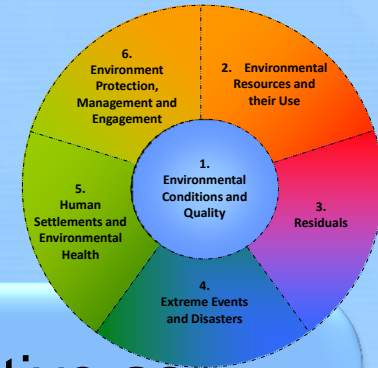 6.
Environment
Protection,
Management and
Engagement
2. Environmental
Resources and
their Use
1.
Environmental
Conditions and
Quality
3.
Residuals
5.
Human
Settlements and
Environmental
Health
4.
Extreme Events
and Disasters